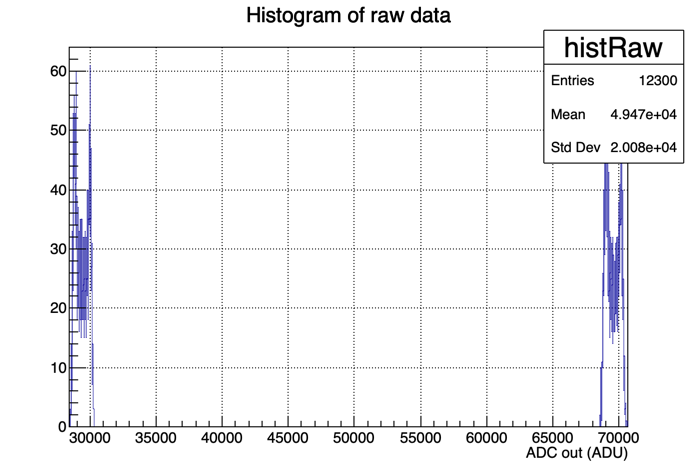 Histogram of raw data
histRaw
Entries 12300
Mean 4.947e+04
Std Dev 2.008e+04
60
50
40
30
20
10
0
30000 35000 40000 45000 50000 55000 60000 65000 70000
ADC out (ADU)